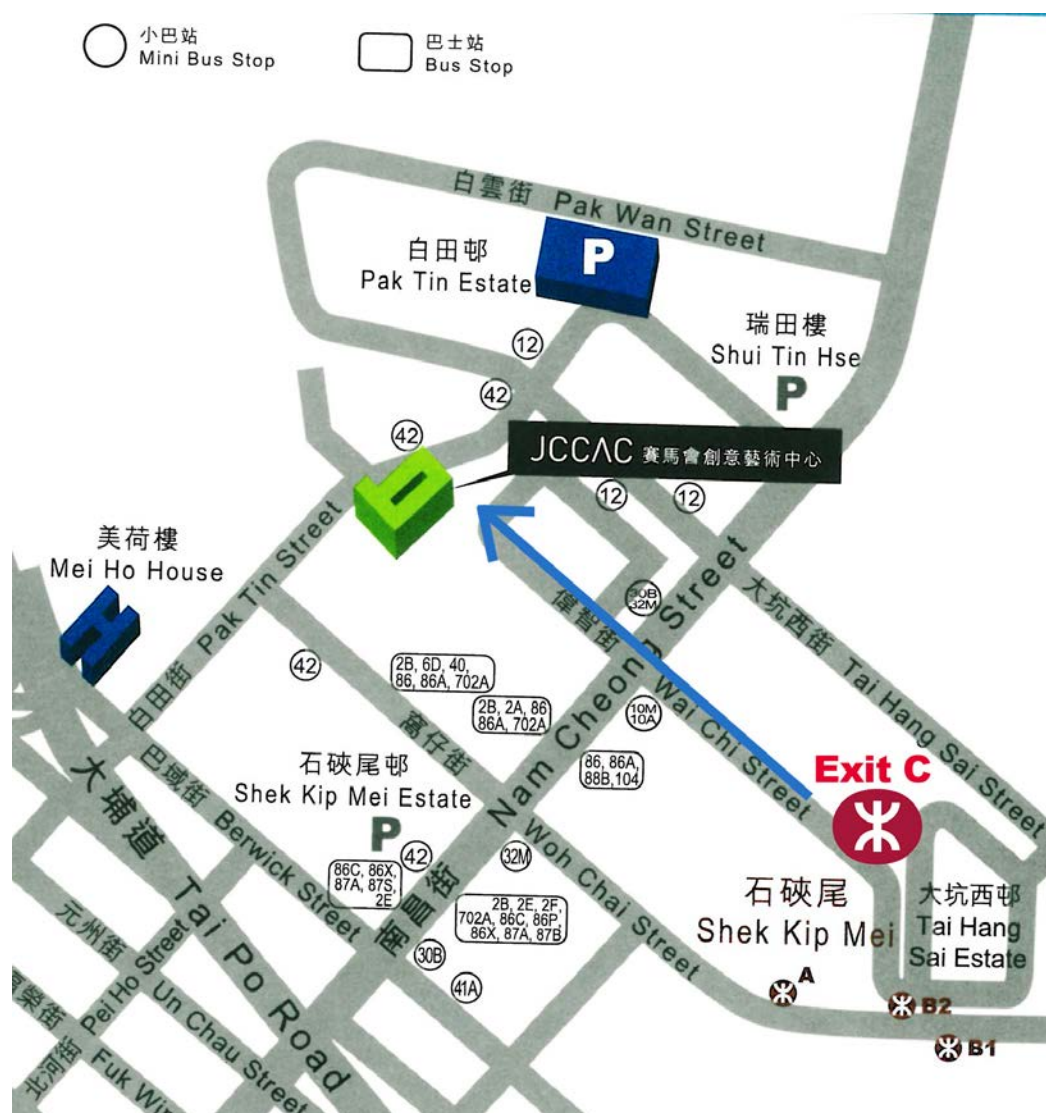 小巴站
Mini Bus Stop
巴士站
Bus Stop
白雲街 Pak Wan Street
白田邨
Pak Tin Estate
P
瑞田樓
Shui Tin Hse
P
12
42
42
JCCAC 賽馬會創意藝術中心
12
12
美荷樓
Mei Ho House
白田街 Pak Tin Street
30B
32M
偉智街 Wai Chi Street
大坑西街 Tai Hang Sai Street
42
2B, 6D, 40,
86, 86A, 702A
2B, 2A, 86
86A, 702A
10M
10A
86, 86A,
88B, 104
窩仔街 Woh Chai Street
南昌街 Nam Cheong Street
石硤尾邨
Shek Kip Mei Estate
P
Exit C
大埔道 Tai Po Road
巴域街 Berwick Street
42
32M
86C, 86X,
87A, 87S,
2E
2B, 2E, 2F,
702A, 86C, 86P,
86X, 87A, 87B
30B
41A
石硤尾
Shek Kip Mei
大坑西邨
Tai Hang
Sai Estate
A
B2
B1
元州街 Un Chau Street
北河街 Pei Ho Street
榮街 Fuk Win